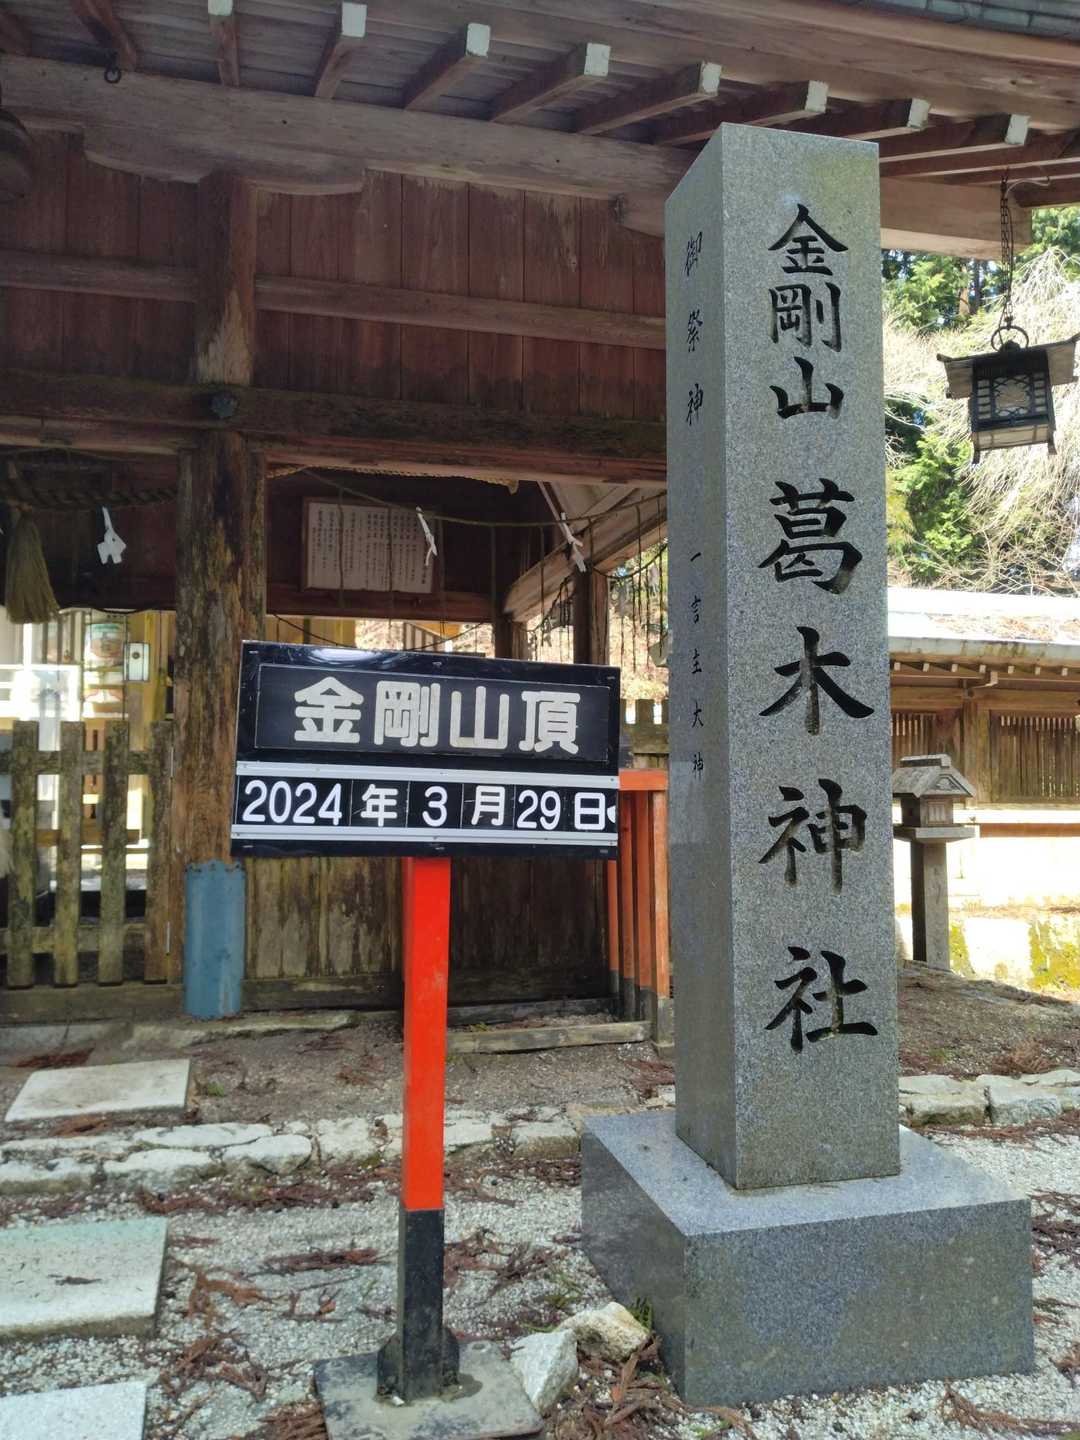 金剛山頂
2024年3月29日
金剛山葛木神社
御祭神 一言主大神